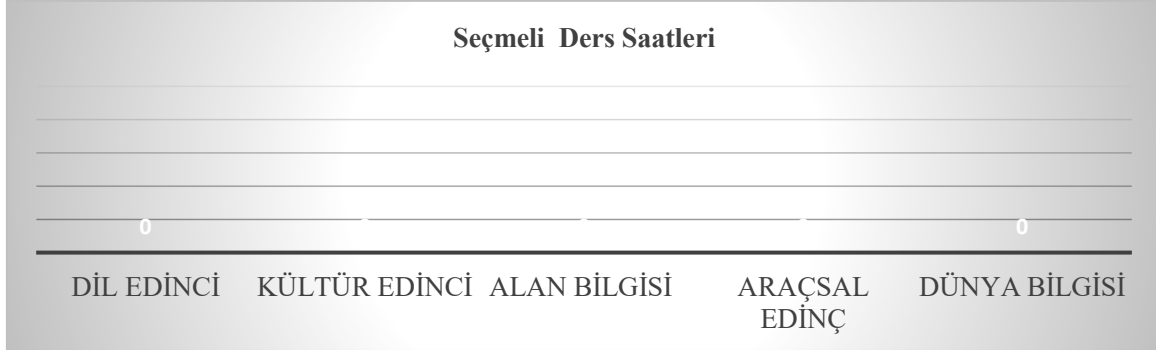 Seçmeli Ders Saatleri
0 0
DİL EDİNCİ KÜLTÜR EDİNCİ ALAN BİLGİSİ ARAÇSAL DÜNYA BİLGİSİ
EDİNÇ